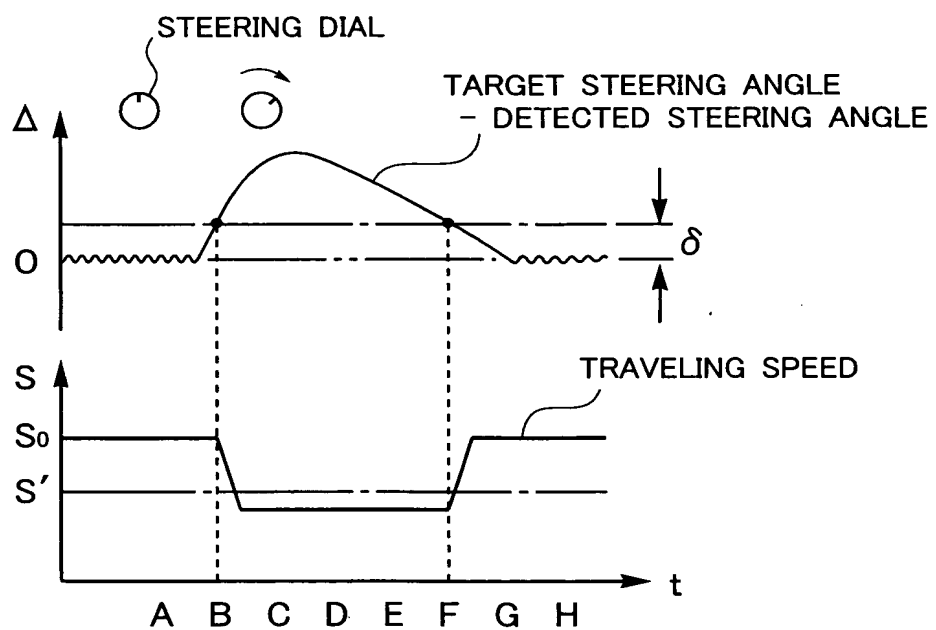 STEERING DIAL
TARGET STEERING ANGLE
– DETECTED STEERING ANGLE
Δ
δ
O
TRAVELING SPEED
S
S0
S'
t
A B C D E F G H